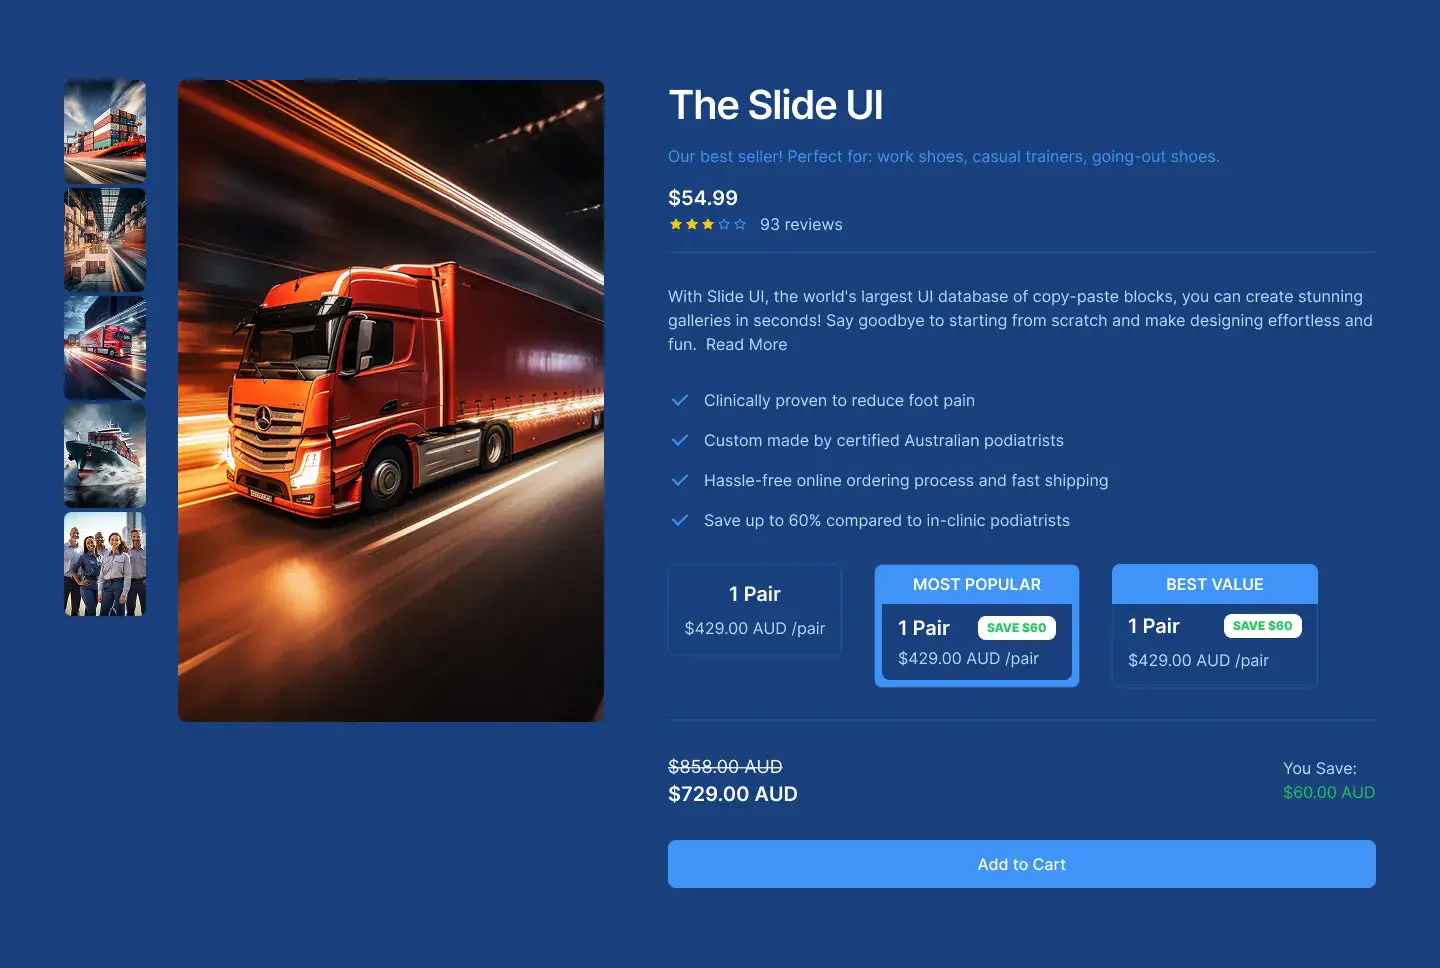 The Slide UI
Our best seller! Perfect for: work shoes, casual trainers, going-out shoes.
$54.99
93 reviews
With Slide UI, the world's largest UI database of copy-paste blocks, you can create stunning
galleries in seconds! Say goodbye to starting from scratch and make designing effortless and
fun. Read More
Clinically proven to reduce foot pain
Custom made by certified Australian podiatrists
Hassle-free online ordering process and fast shipping
Save up to 60% compared to in-clinic podiatrists
1 Pair
$429.00 AUD /pair
MOST POPULAR
1 Pair
SAVE $60
$429.00 AUD /pair
BEST VALUE
1 Pair
SAVE $60
$429.00 AUD /pair
$858.00 AUD
$729.00 AUD
You Save:
$60.00 AUD
Add to Cart